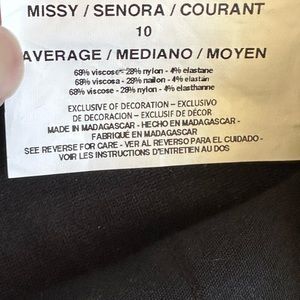 MISSY / SENORA / COURANT
10
AVERAGE / MEDIANO / MOYEN
68% viscose - 28% nylon - 4% elastane
68% viscosa - 28% nailon - 4% elastán
68% viscose - 28% nylon - 4% elasthanne
EXCLUSIVE OF DECORATION – EXCLUSIVO
DE DECORACION – EXCLUSIF DE DÉCOR
MADE IN MADAGASCAR - HECHO EN MADAGASCAR -
FABRIQUÉ EN MADAGASCAR
SEE REVERSE FOR CARE - VER AL REVERSO PARA EL CUIDADO -
VOIR LES INSTRUCTIONS D'ENTRETIEN AU DOS